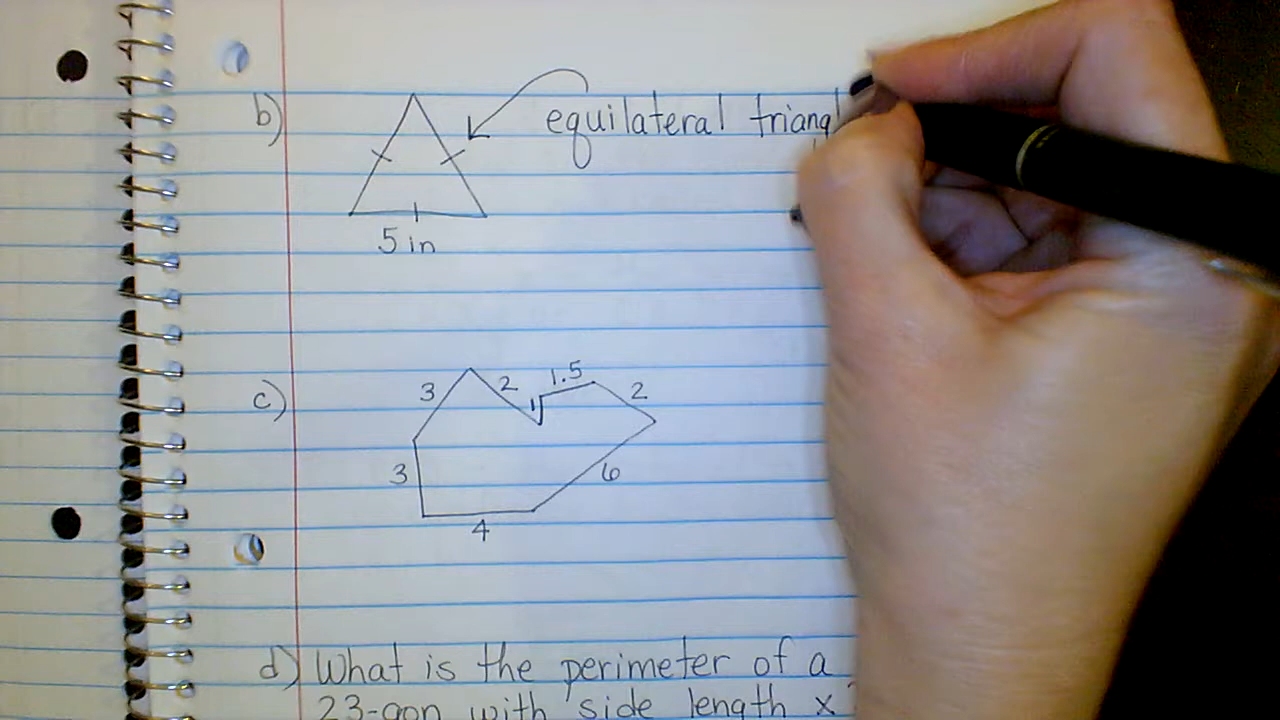 b)
equilateral triangl
5 in
c)
3
2
1
1.5
2
3
6
4
d) What is the perimeter of a
23-gon with side length x